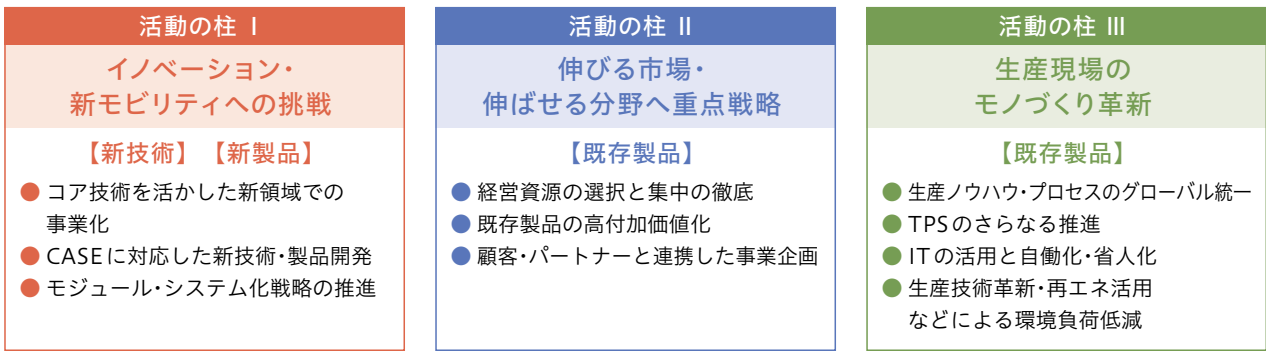 活動の柱 Ⅰ
イノベーション・
新モビリティへの挑戦
【新技術】【新製品】
● コア技術を活かした新領域での
事業化
● CASEに対応した新技術・製品開発
● モジュール・システム化戦略の推進
活動の柱 Ⅱ
伸びる市場・
伸ばせる分野へ重点戦略
【既存製品】
● 経営資源の選択と集中の徹底
● 既存製品の高付加価値化
● 顧客・パートナーと連携した事業企画
活動の柱 Ⅲ
生産現場の
モノづくり革新
【既存製品】
● 生産ノウハウ・プロセスのグローバル統一
● TPSのさらなる推進
● ITの活用と自働化・省人化
● 生産技術革新・再エネ活用
などによる環境負荷低減